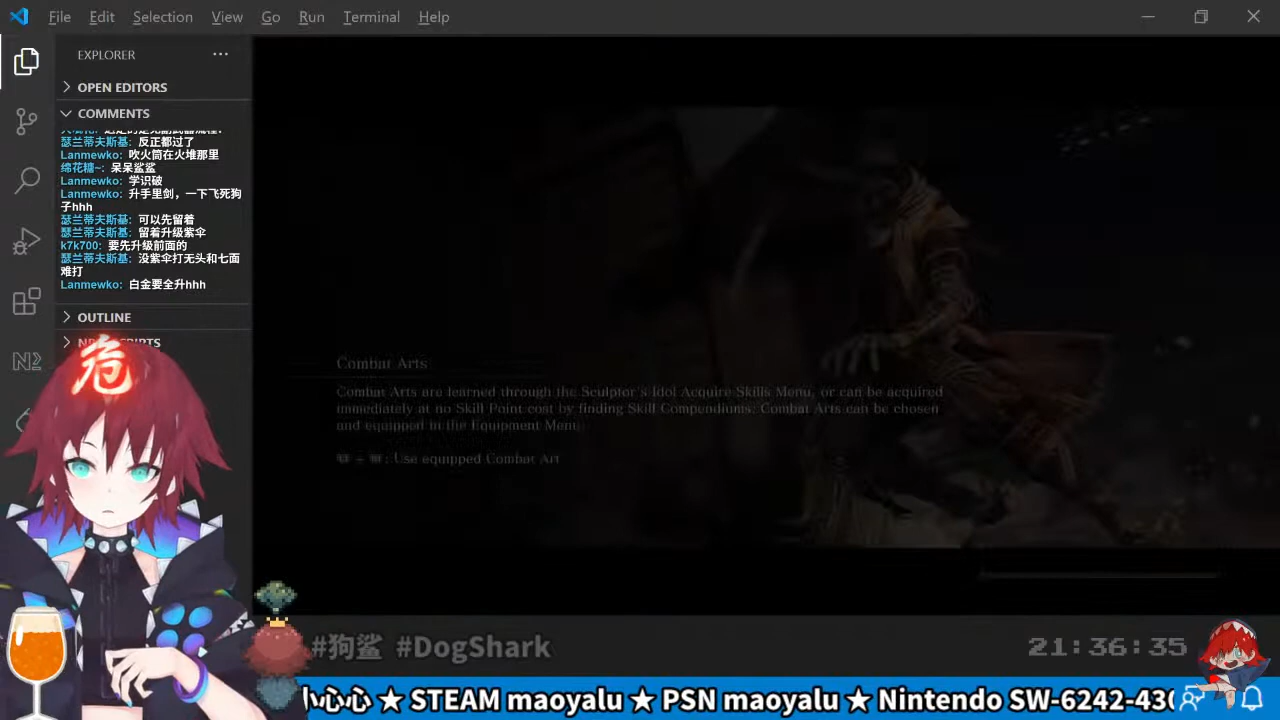 File Edit Selection View Go Run Terminal Help
EXPLORER
OPEN EDITORS
COMMENTS
瑟兰蒂夫斯基: 反正都过了
Lanmewko: 吹火筒在火堆那里
绵花糖~: 呆呆鲨鲨
Lanmewko: 学识破
Lanmewko: 升手里剑，一下飞死狗
子hhh
瑟兰蒂夫斯基: 可以先留着
瑟兰蒂夫斯基: 留着升级紫伞
k7k700: 要先升级前面的
瑟兰蒂夫斯基: 没紫伞打无头和七面
难打
Lanmewko: 白金要全升hhh
OUTLINE
危
Combat Arts
Combat Arts are learned through the Sculptor's Idol Acquire Skills Menu, or can be acquired
immediately at no Skill Point cost by finding Skill Compendiums. Combat Arts can be chosen
and equipped in the Equipment Menu.
: Use equipped Combat Art
#狗鲨 #DogShark
21:36:35
小心心 ★ STEAM maoyalu ★ PSN maoyalu ★ Nintendo SW-6242-430